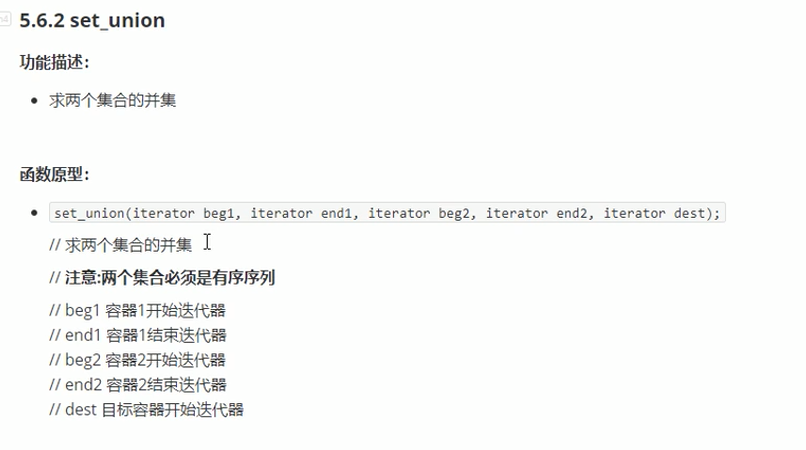 5.6.2 set_union
功能描述：
求两个集合的并集
函数原型：
set_union(iterator beg1, iterator end1, iterator beg2, iterator end2, iterator dest);
// 求两个集合的并集
// 注意:两个集合必须是有序序列
// beg1 容器1开始迭代器
// end1 容器1结束迭代器
// beg2 容器2开始迭代器
// end2 容器2结束迭代器
// dest 目标容器开始迭代器